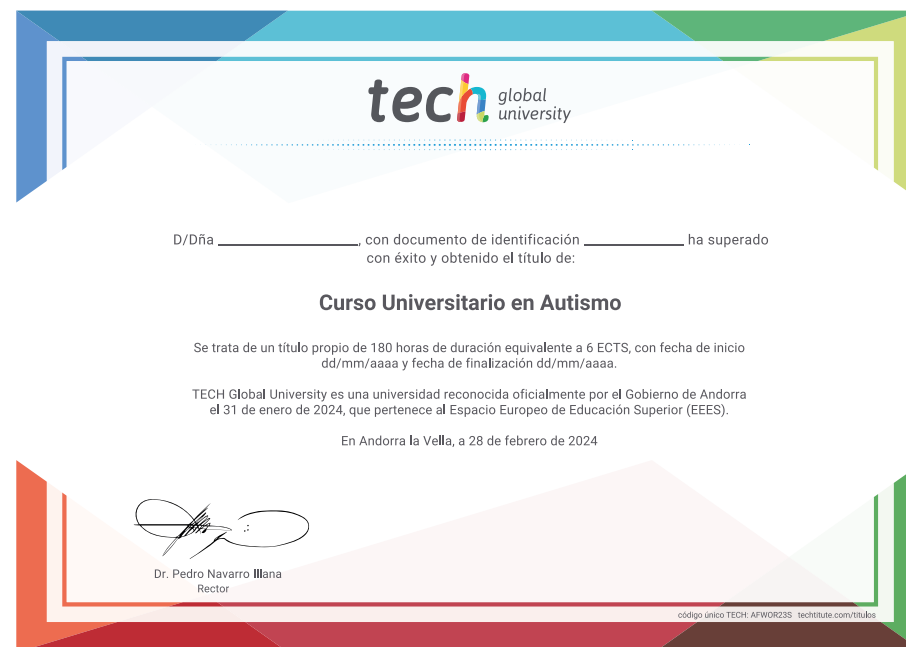 tech global university
D/Dña ____________________, con documento de identificación ______________ ha superado
con éxito y obtenido el título de:
Curso Universitario en Autismo
Se trata de un título propio de 180 horas de duración equivalente a 6 ECTS, con fecha de inicio
dd/mm/aaaa y fecha de finalización dd/mm/aaaa.
TECH Global University es una universidad reconocida oficialmente por el Gobierno de Andorra
el 31 de enero de 2024, que pertenece al Espacio Europeo de Educación Superior (EEES).
En Andorra la Vella, a 28 de febrero de 2024
Dr. Pedro Navarro Illana
Rector
código único TECH: AFWOR23S techtitute.com/titulos